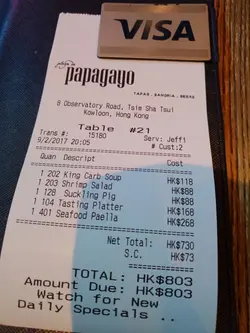 VISA
papagayo
TAPAS . SANGRIA . BEERS
9 Observatory Road, Tsim Sha Tsui
Kowloon, Hong Kong
Table #21
Trans #: 15180 Serv: Jeffi
9/2/2017 20:05 # Cust:2
Quan Descript Cost
1 202 King Carb Soup HK$118
1 203 Shrimp Salad HK$88
1 128 Suckling Pig HK$88
1 104 Tasting Platter HK$168
1 401 Seafood Paella HK$268
Net Total: HK$730
S.C. HK$73
TOTAL: HK$803
Amount Due: HK$803
Watch for New
Daily Specials ..